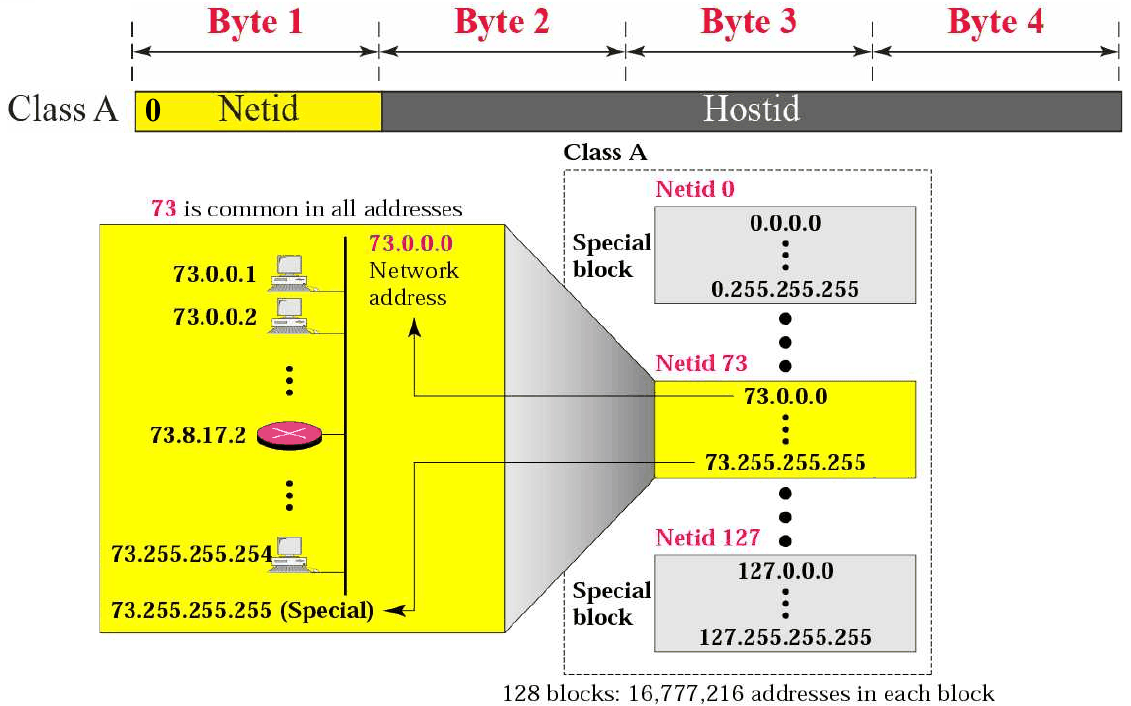 Byte 1 Byte 2 Byte 3 Byte 4
Class A 0 Netid Hostid
Class A
73 is common in all addresses
73.0.0.0
Network
address
73.0.0.1
73.0.0.2
73.8.17.2
73.255.255.254
73.255.255.255 (Special)
Netid 0
Special
block
0.0.0.0
0.255.255.255
Netid 73
73.0.0.0
73.255.255.255
Netid 127
Special
block
127.0.0.0
127.255.255.255
128 blocks: 16,777,216 addresses in each block